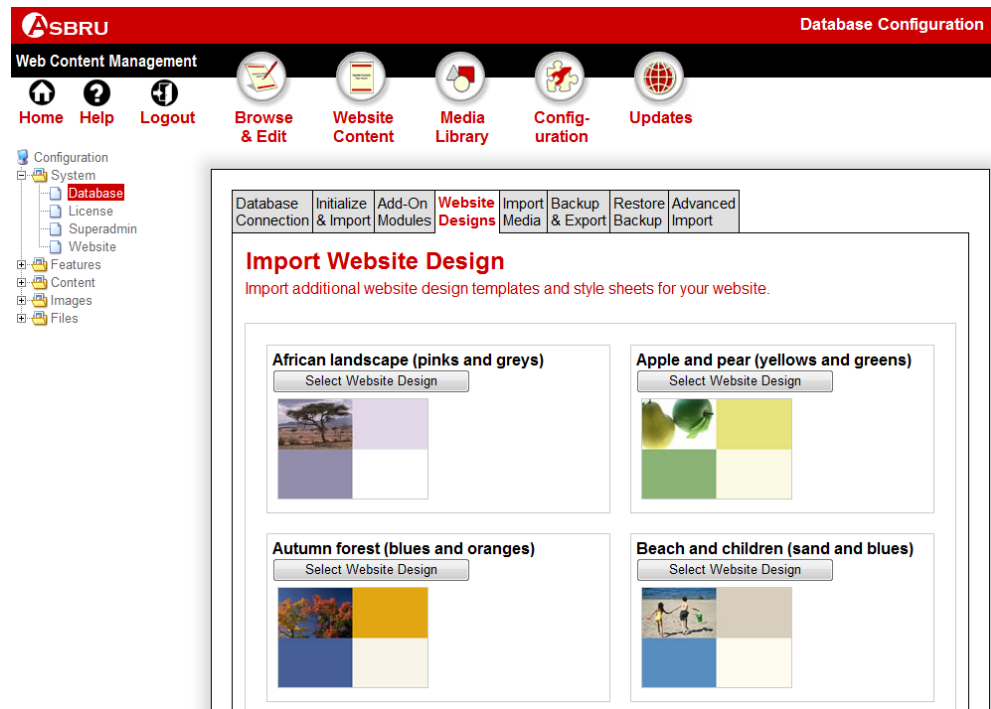 ASBRU
Database Configuration
Web Content Management
Home
Help
Logout
Browse
& Edit
Website
Content
Media
Library
Config-
uration
Updates
Configuration
System
Database
License
Superadmin
Website
Features
Content
Images
Files
Database
Connection
Initialize
& Import
Add-On
Modules
Website
Designs
Import
Media
Backup
& Export
Restore
Backup
Advanced
Import
Import Website Design
Import additional website design templates and style sheets for your website.
African landscape (pinks and greys)
Select Website Design
Apple and pear (yellows and greens)
Select Website Design
Autumn forest (blues and oranges)
Select Website Design
Beach and children (sand and blues)
Select Website Design